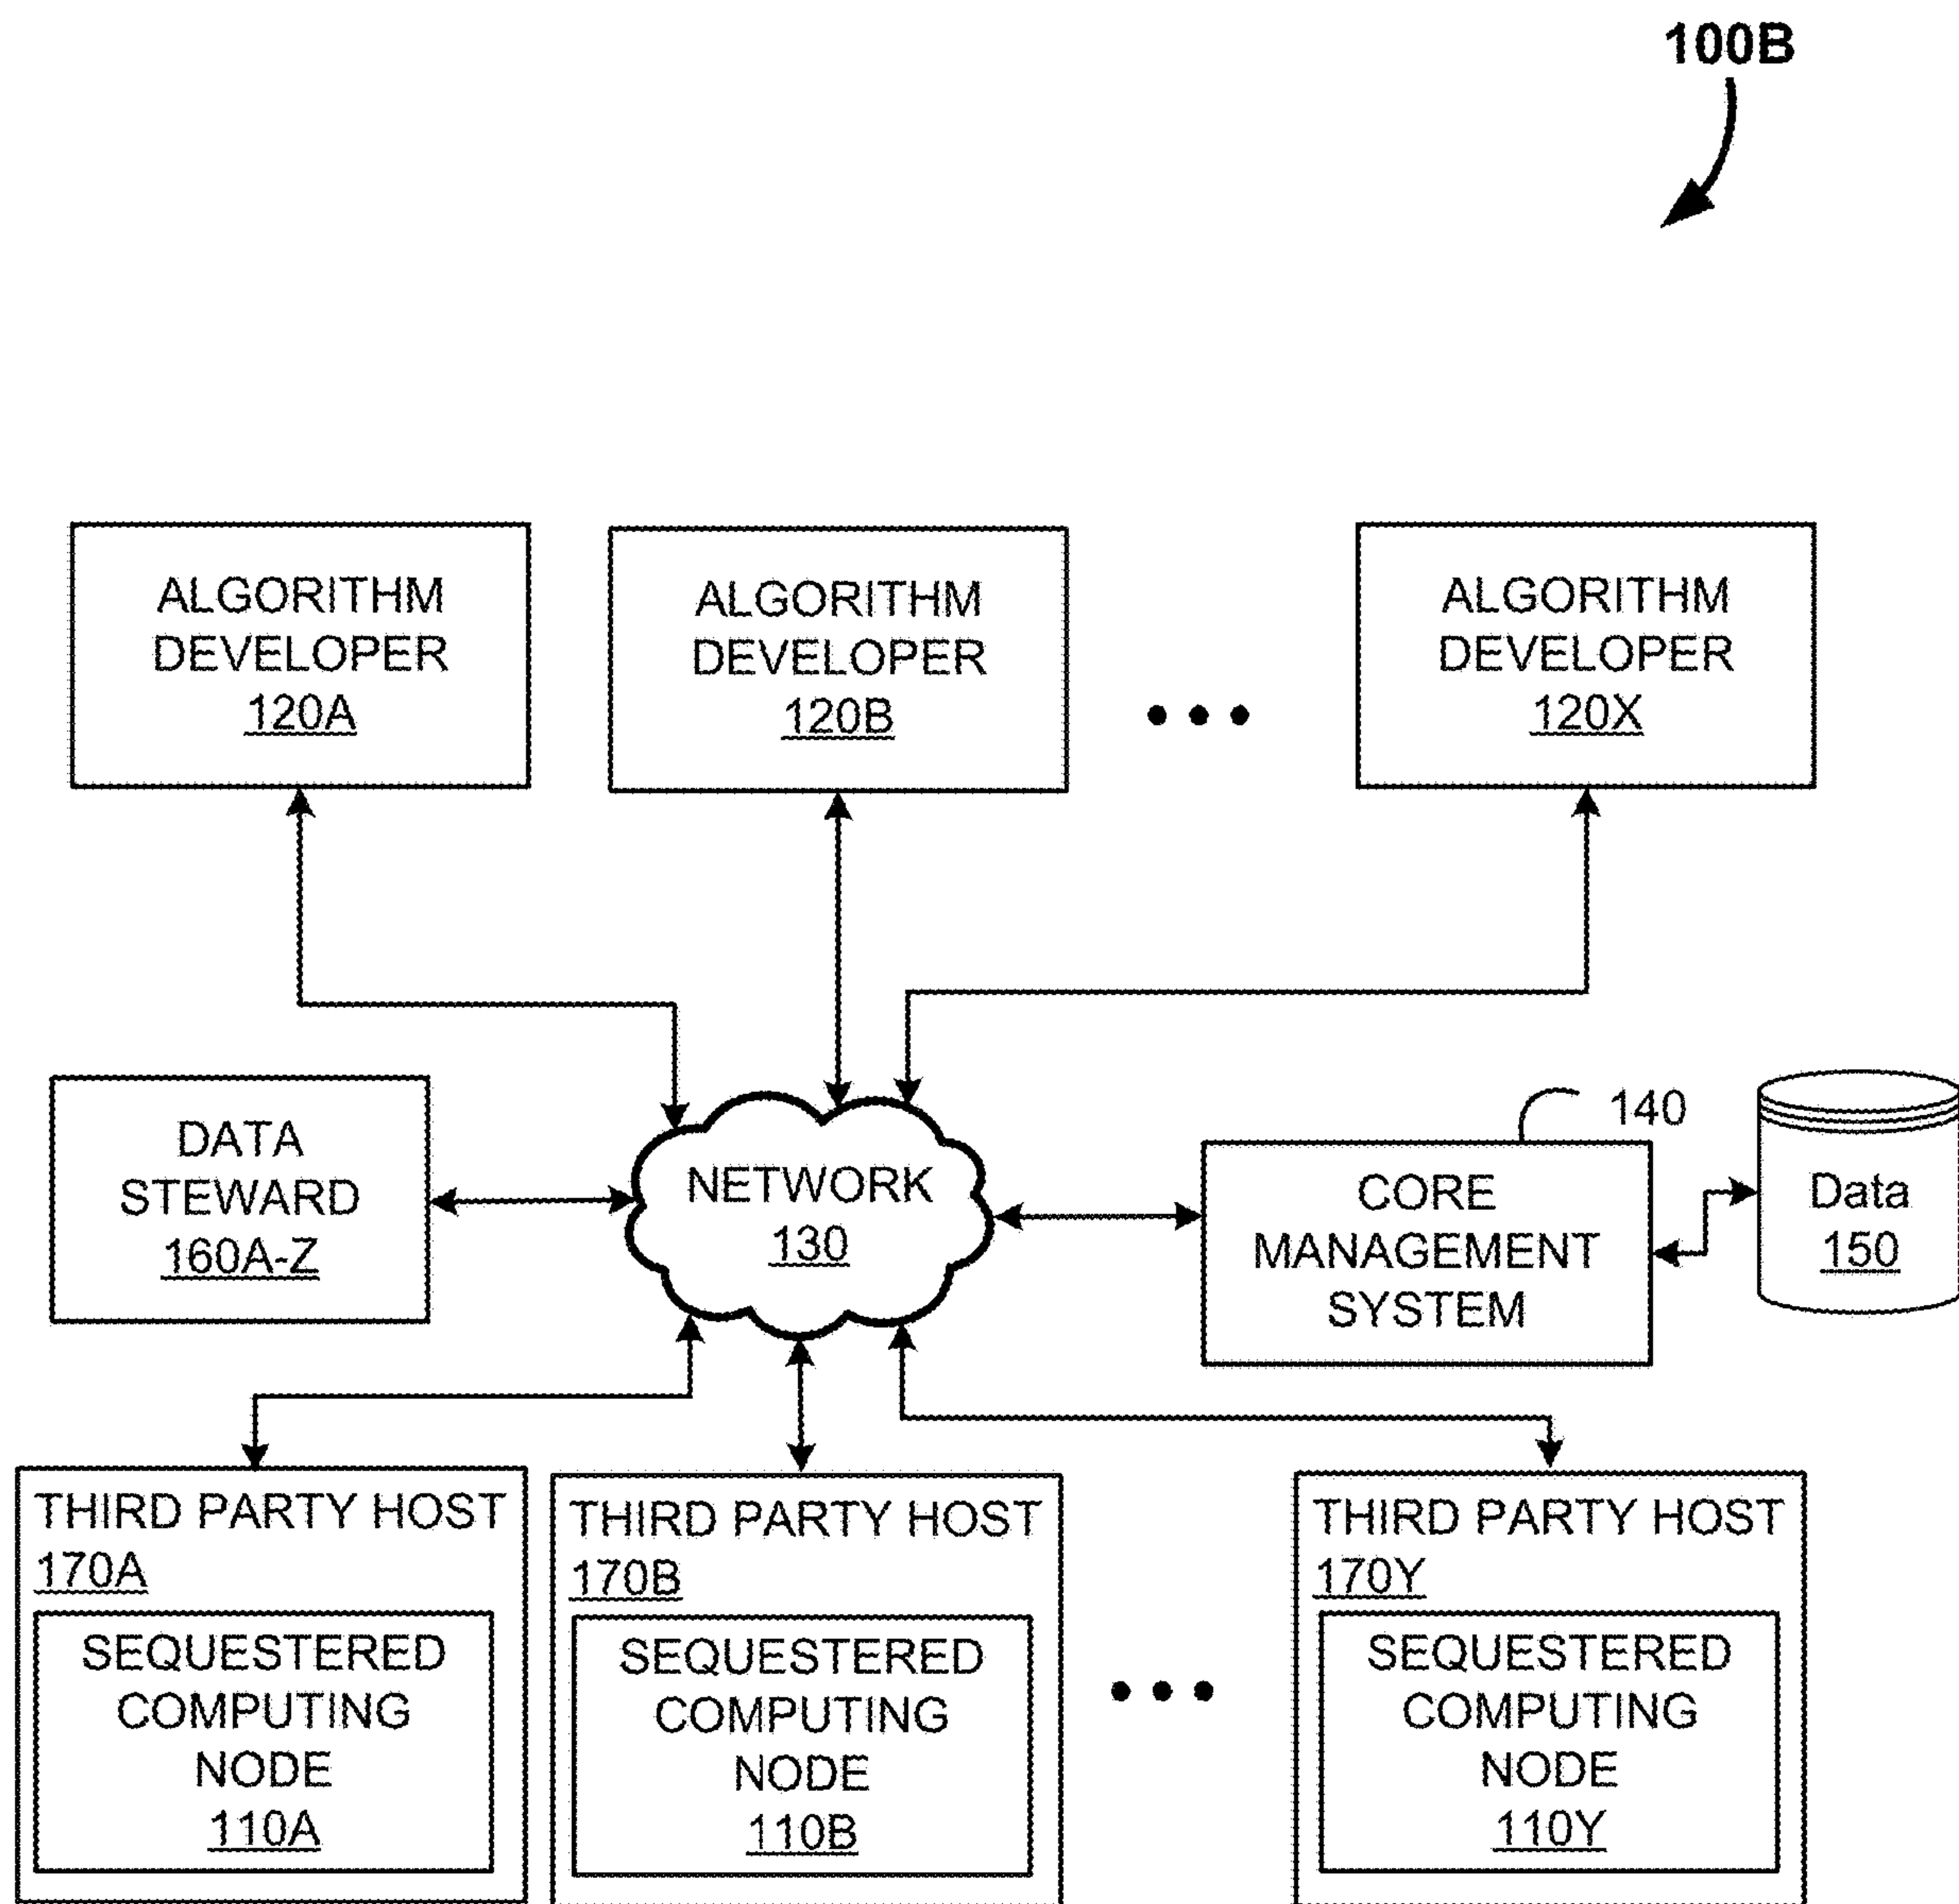 100B
ALGORITHM
DEVELOPER
120A
ALGORITHM
DEVELOPER
120B
ALGORITHM
DEVELOPER
120X
DATA
STEWARD
160A-Z
NETWORK
130
140
CORE
MANAGEMENT
SYSTEM
Data
150
THIRD PARTY HOST
170A
SEQUESTERED
COMPUTING
NODE
110A
THIRD PARTY HOST
170B
SEQUESTERED
COMPUTING
NODE
110B
THIRD PARTY HOST
170Y
SEQUESTERED
COMPUTING
NODE
110Y